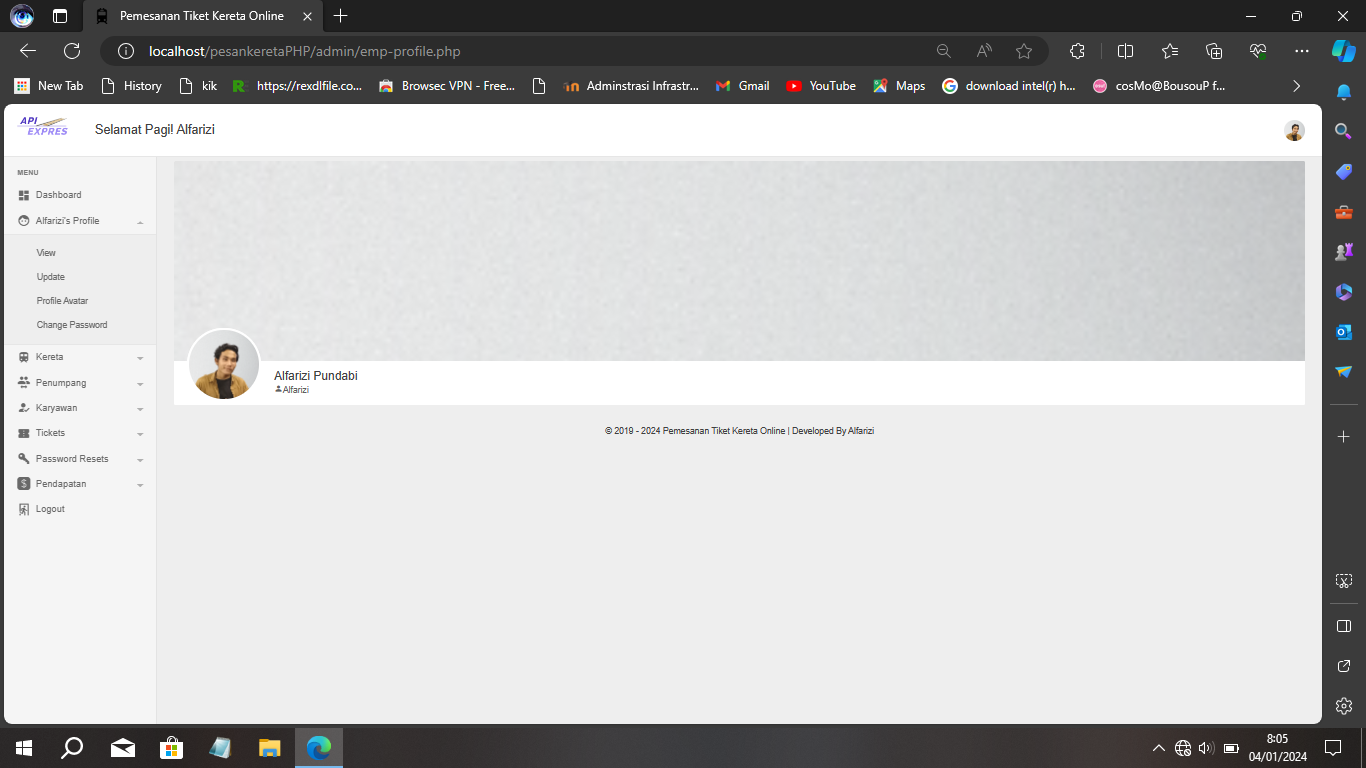 Pemesanan Tiket Kereta Online
localhost/pesankeretaPHP/admin/emp-profile.php
New Tab
History
kik
https://rexdlfile.co...
Browsec VPN - Free...
Adminstrasi Infrastr...
Gmail
YouTube
Maps
download intel(r) h...
cosMo@BousouP f...
API
EXPRES
Selamat Pagi! Alfarizi
MENU
Dashboard
Alfarizi's Profile
View
Update
Profile Avatar
Change Password
Kereta
Penumpang
Karyawan
Tickets
Password Resets
Pendapatan
Logout
Alfarizi Pundabi
Alfarizi
© 2019 - 2024 Pemesanan Tiket Kereta Online | Developed By Alfarizi
8:05
04/01/2024